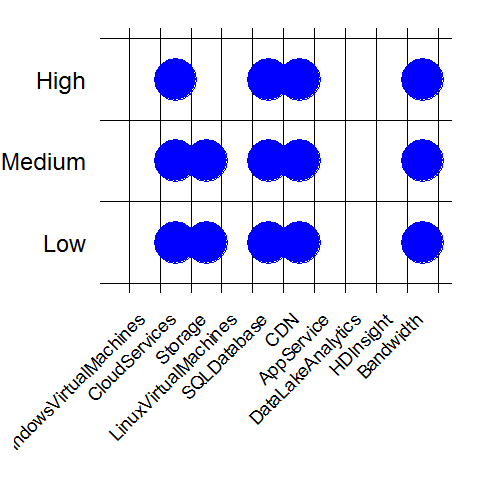 High
Medium
Low
ndowsVirtualMachines
CloudServices
Storage
LinuxVirtualMachines
SQLDatabase
CDN
AppService
DataLakeAnalytics
HDInsight
Bandwidth